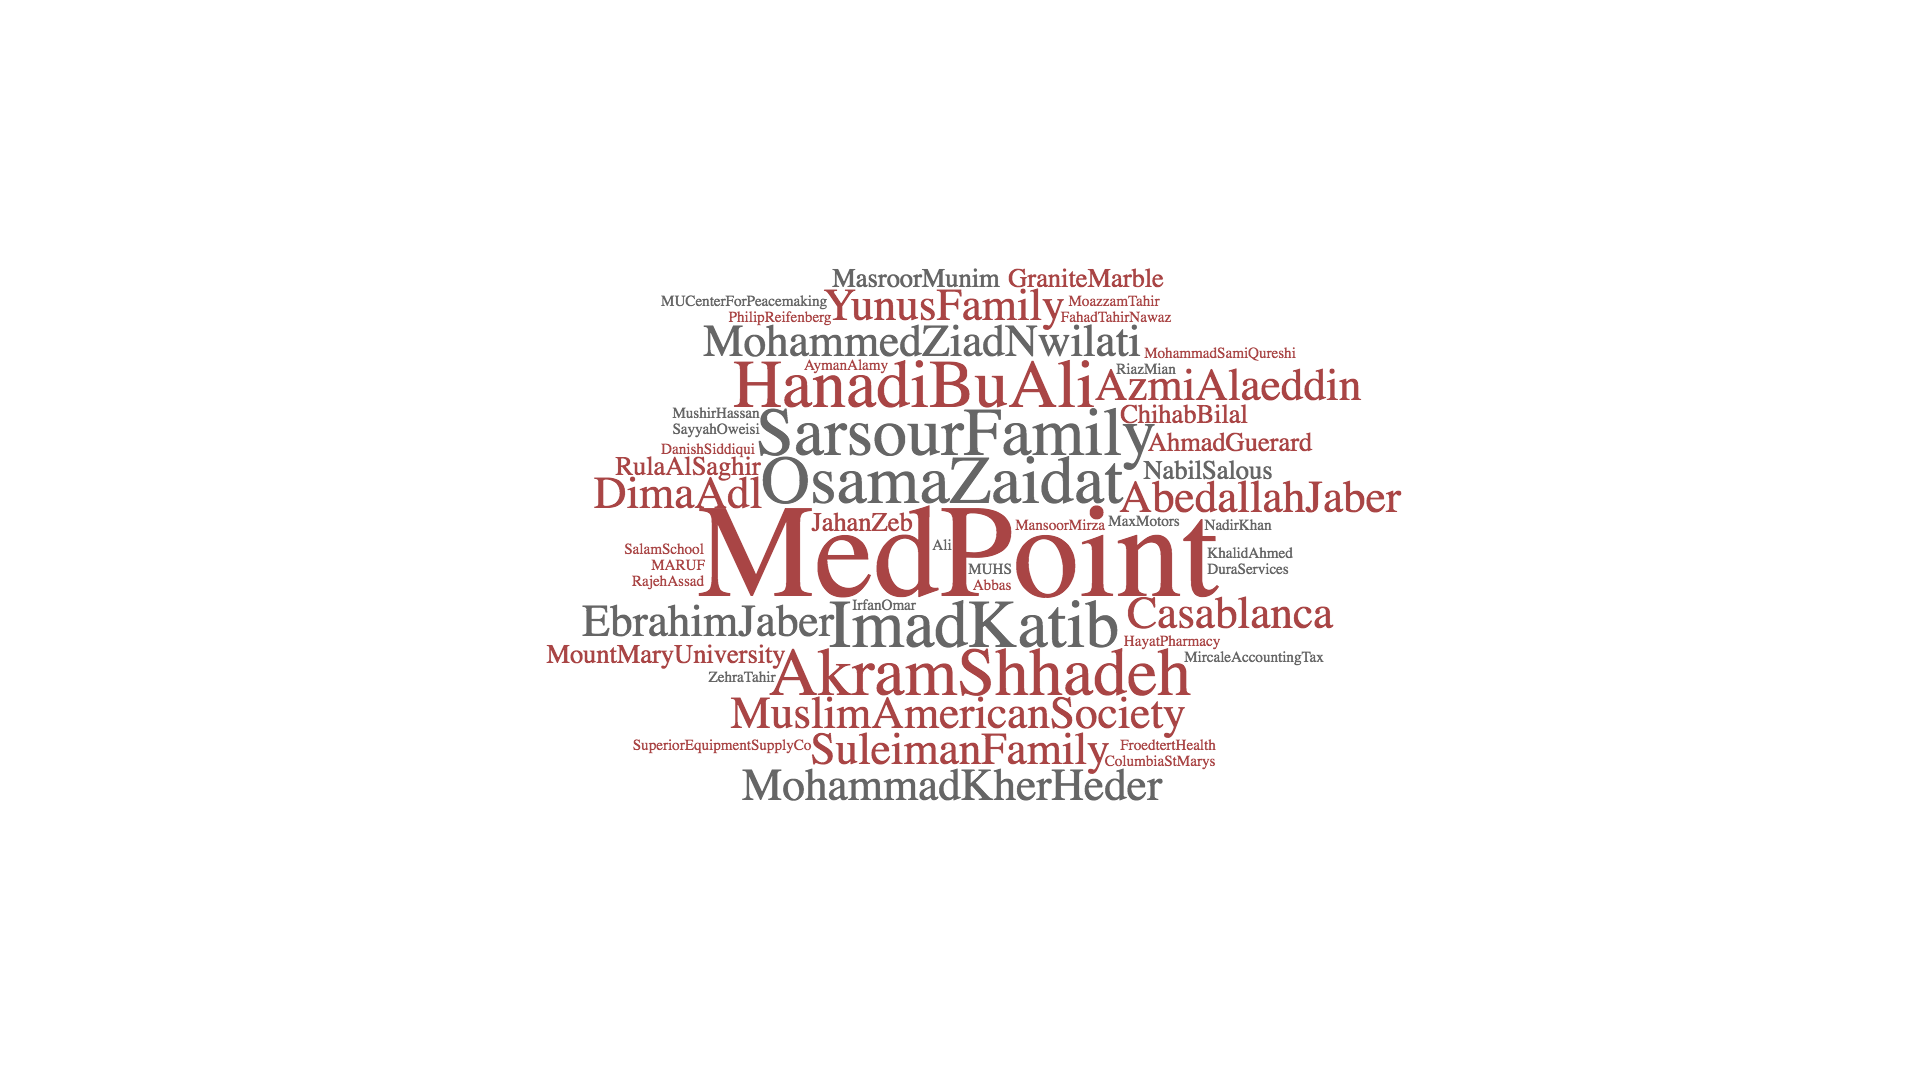 MasroorMunim GraniteMarble
MUCenterForPeacemaking YunusFamily MoazzamTahir
PhilipReifenberg FahadTahirNawaz
MohammedZiadNwilati MohammadSamiQureshi
AymanAlamy RiazMian
HanadiBuAli AzmiAlaeddin
MushirHassan ChihabBilal
SayyahOweisi SarsourFamily AhmadGuerard
DanishSiddiqui
RulaAlSaghir NabilSalous
DimaAdl OsamaZaidat AbedallahJaber
JahanZeb MansoorMirza MaxMotors NadirKhan
SalamSchool Ali KhalidAhmed
MARUF MedPoint MUHS DuraServices
RajehAssad Abbas
IrfanOmar
EbrahimJaber ImadKatib Casablanca
HayatPharmacy
MountMaryUniversity MircaleAccountingTax
ZehraTahir AkramShhadeh
MuslimAmericanSociety
SuperiorEquipmentSupplyCo SuleimanFamily FroedtertHealth
ColumbiaStMarys
MohammadKherHeder